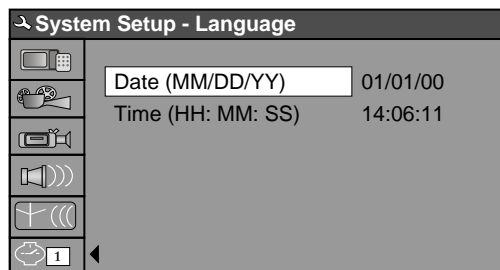 System Setup - Language
Date (MM/DD/YY) 01/01/00
Time (HH: MM: SS) 14:06:11
1